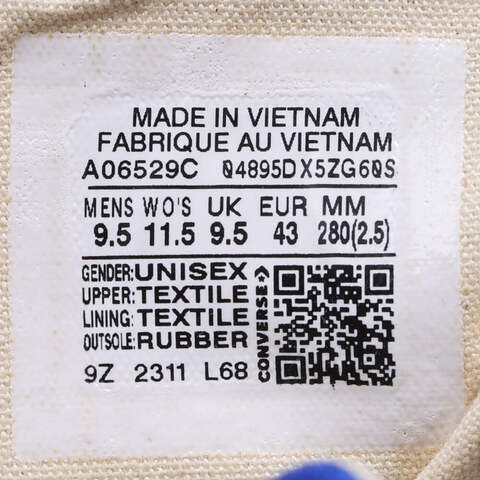 MADE IN VIETNAM
FABRIQUE AU VIETNAM
A06529C 04895DX5ZG60S
MENS WO'S UK EUR MM
9.5 11.5 9.5 43 280(2.5)
GENDER: UNISEX
UPPER: TEXTILE
LINING: TEXTILE
OUTSOLE: RUBBER
CONVERSE
9Z 2311 L68